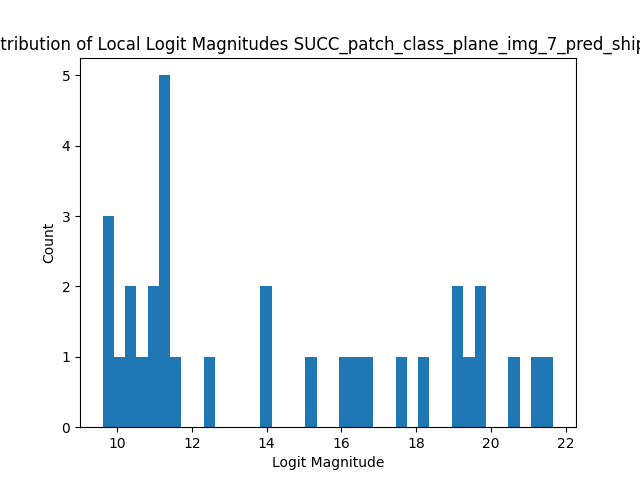 tribution of Local Logit Magnitudes SUCC_patch_class_plane_img_7_pred_ship
5
4
3
2
1
0
Count
10 12 14 16 18 20 22
Logit Magnitude